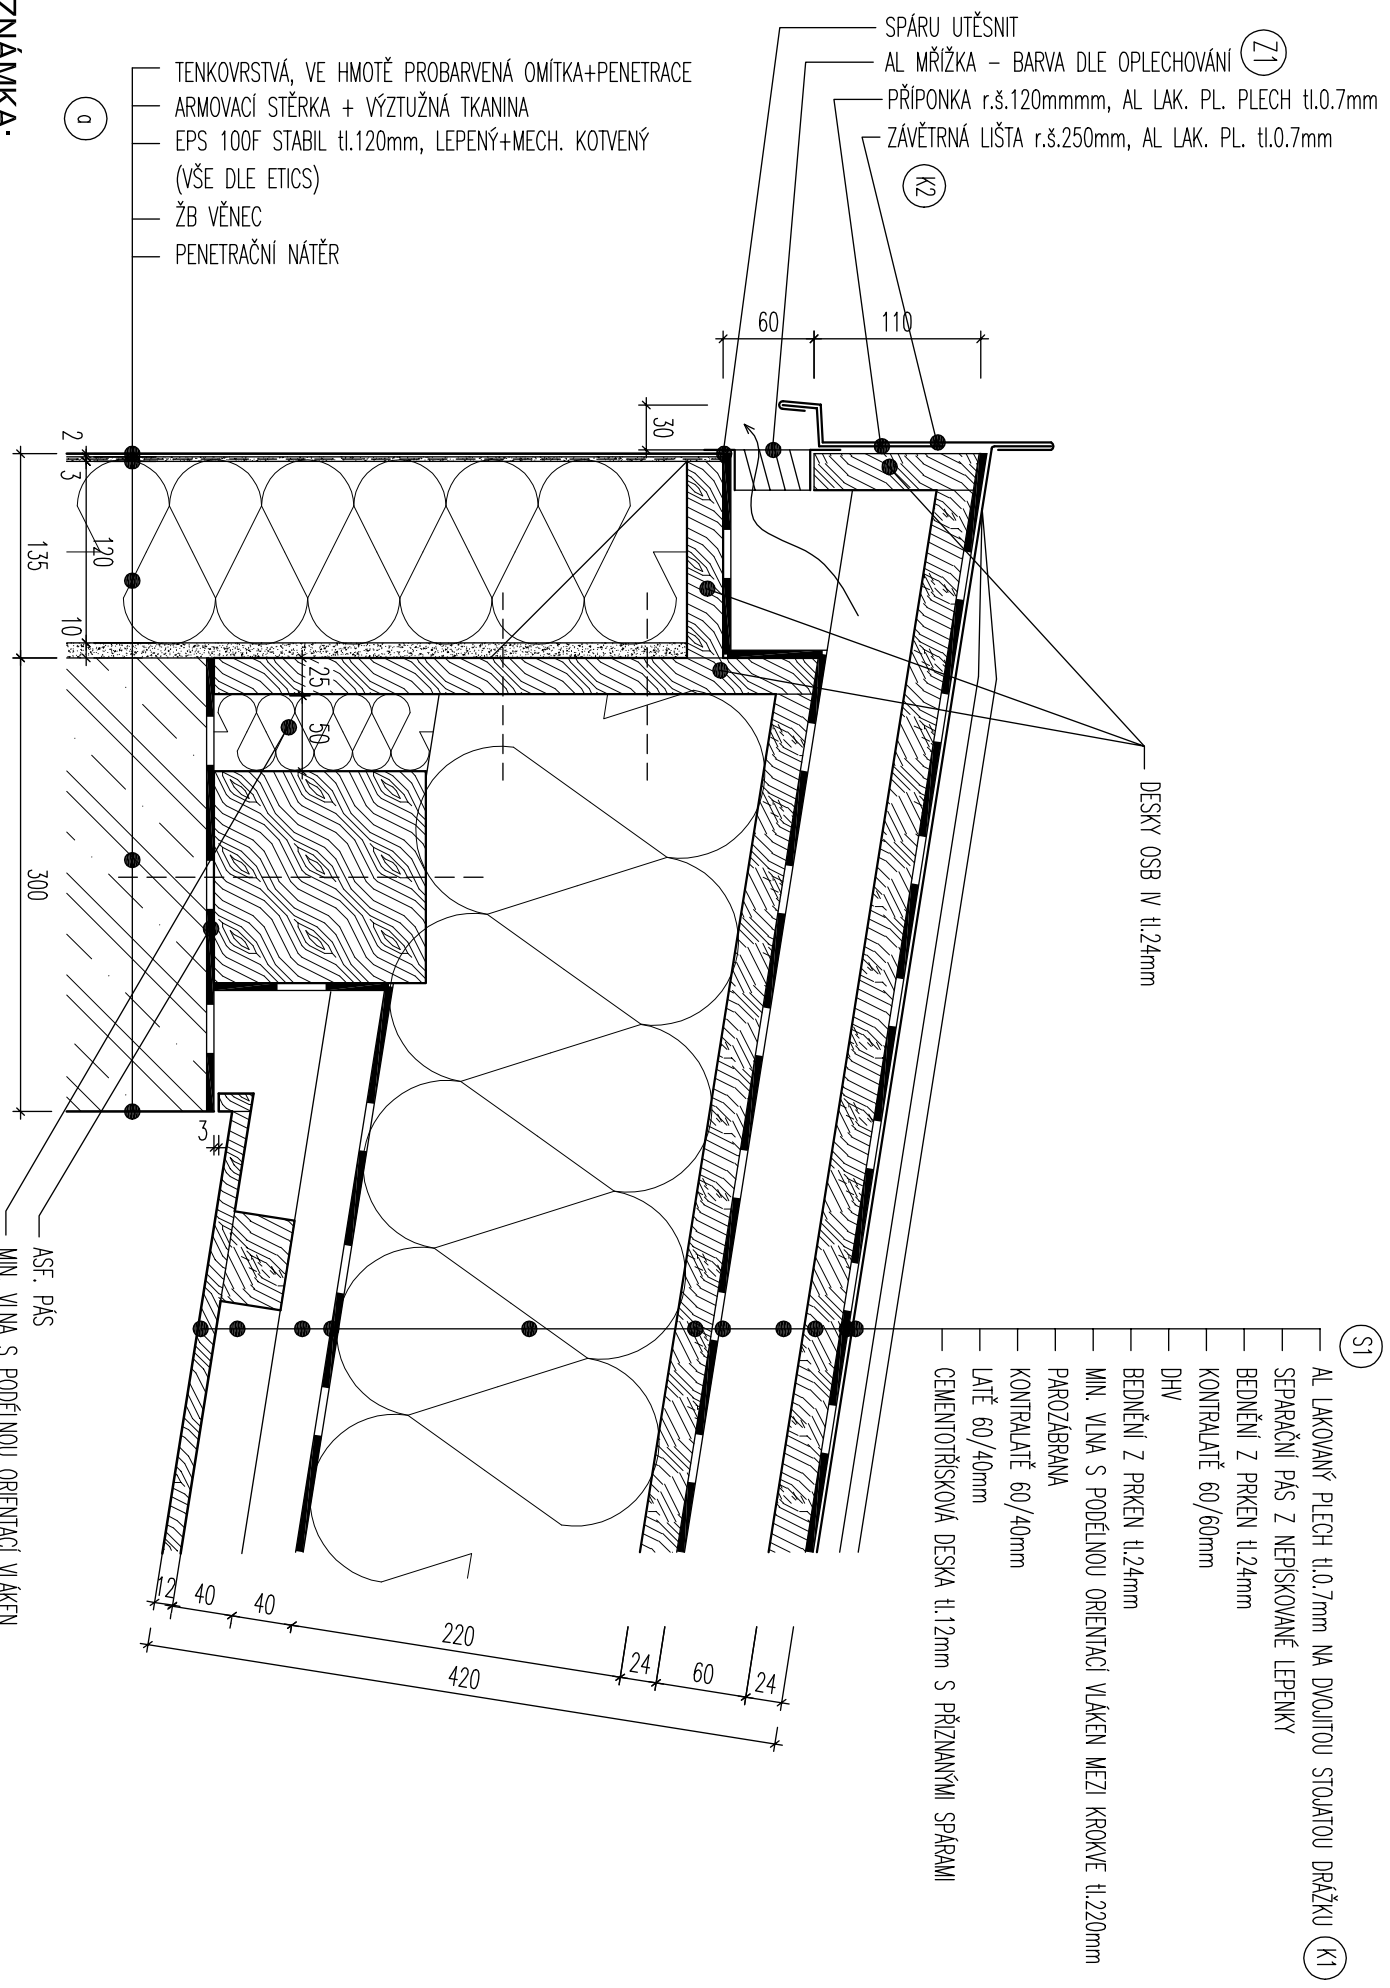 SPÁRU UTĚSNIT
AL MŘÍŽKA – BARVA DLE OPLECHOVÁNÍ Z1
PŘÍPONKA r.š.120mmmm, AL LAK. PL. PLECH tl.0.7mm
ZÁVĚTRNÁ LIŠTA r.š.250mm, AL LAK. PL. tl.0.7mm
K2
TENKOVRSTVÁ, VE HMOTĚ PROBARVENÁ OMÍTKA+PENETRACE
ARMOVACÍ STĚRKA + VÝZTUŽNÁ TKANINA
EPS 100F STABIL tl.120mm, LEPENÝ+MECH. KOTVENÝ
(VŠE DLE ETICS)
ŽB VĚNEC
PENETRAČNÍ NÁTĚR
a
ZNÁMKA:
60
110
30
2
3
120
10
135
25
50
300
3
DESKY OSB IV tl.24mm
S1
AL LAKOVANÝ PLECH tl.0.7mm NA DVOJITOU STOJATOU DRÁŽKU K1
SEPARAČNÍ PÁS Z NEPÍSKOVANÉ LEPENKY
BEDNĚNÍ Z PRKEN tl.24mm
KONTRALATĚ 60/60mm
DHV
BEDNĚNÍ Z PRKEN tl.24mm
MIN. VLNA S PODÉLNOU ORIENTACÍ VLÁKEN MEZI KROKVE tl.220mm
PAROZÁBRANA
KONTRALATĚ 60/40mm
LATĚ 60/40mm
CEMENTOTŘÍSKOVÁ DESKA tl.12mm S PŘIZNANÝMI SPÁRAMI
ASF. PÁS
MIN. VLNA S PODÉLNOU ORIENTACÍ VLÁKEN
12
40
40
220
24
60
24
420